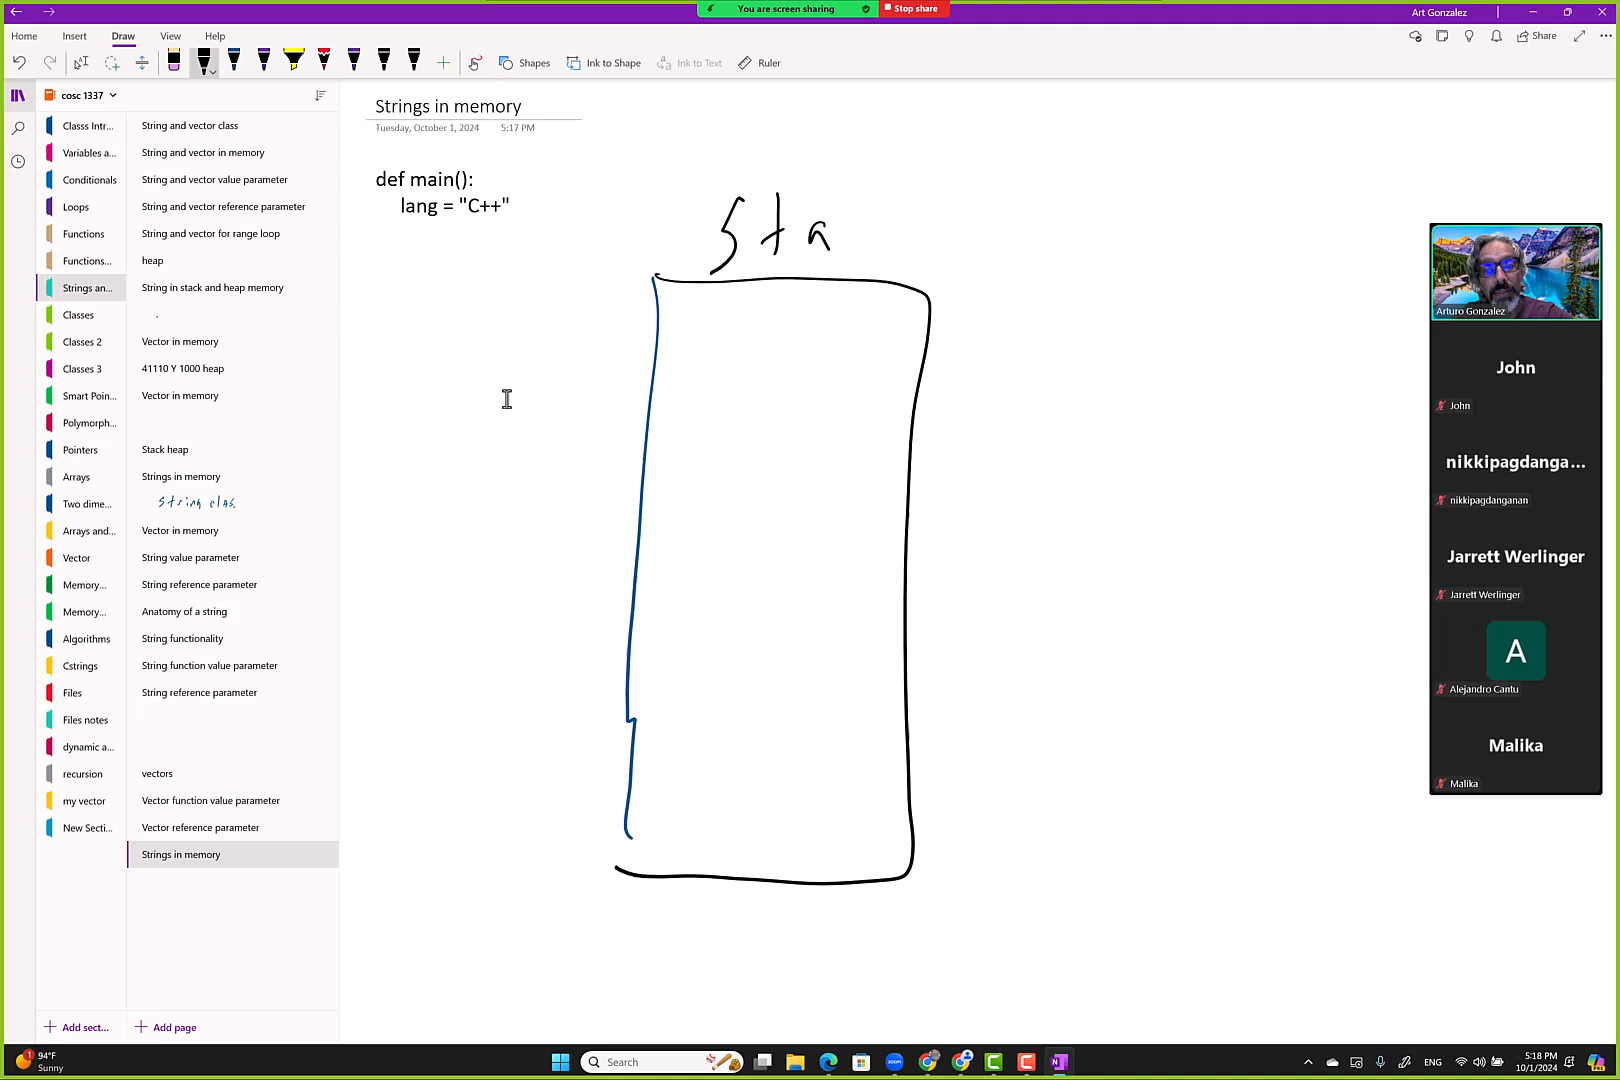 You are screen sharing
Stop share
Art Gonzalez
Home Insert Draw View Help
Share
Shapes Ink to Shape Ink to Text Ruler
cosc 1337
Classs Intr...
Variables a...
Conditionals
Loops
Functions
Functions...
Strings an...
Classes
Classes 2
Classes 3
Smart Poin...
Polymorph...
Pointers
Arrays
Two dime...
Arrays and...
Vector
Memory...
Memory...
Algorithms
Cstrings
Files
Files notes
dynamic a...
recursion
my vector
New Secti...
Add sect...
String and vector class
String and vector in memory
String and vector value parameter
String and vector reference parameter
String and vector for range loop
heap
String in stack and heap memory
.
Vector in memory
41110 Y 1000 heap
Vector in memory
Stack heap
Strings in memory
String clas.
Vector in memory
String value parameter
String reference parameter
Anatomy of a string
String functionality
String function value parameter
String reference parameter
vectors
Vector function value parameter
Vector reference parameter
Strings in memory
Add page
Strings in memory
Tuesday, October 1, 2024 5:17 PM
def main():
lang = "C++"
Sta
Arturo Gonzalez
John
John
nikkipagdanga...
nikkipagdanganan
Jarrett Werlinger
Jarrett Werlinger
A
Alejandro Cantu
Malika
Malika
1
94°F
Sunny
Search
zoom
ENG
5:18 PM
10/1/2024